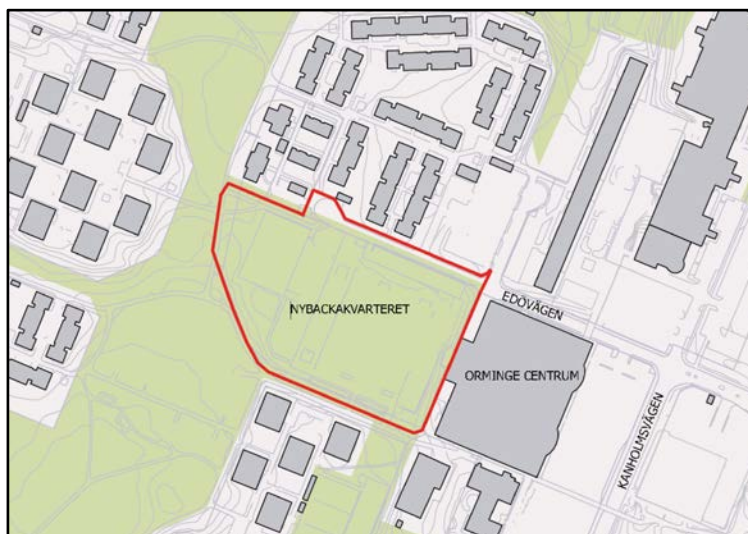 NYBACKAKVARTERET
EDÖVÄGEN
ORMINGE CENTRUM
KANHOLMSVÄGEN